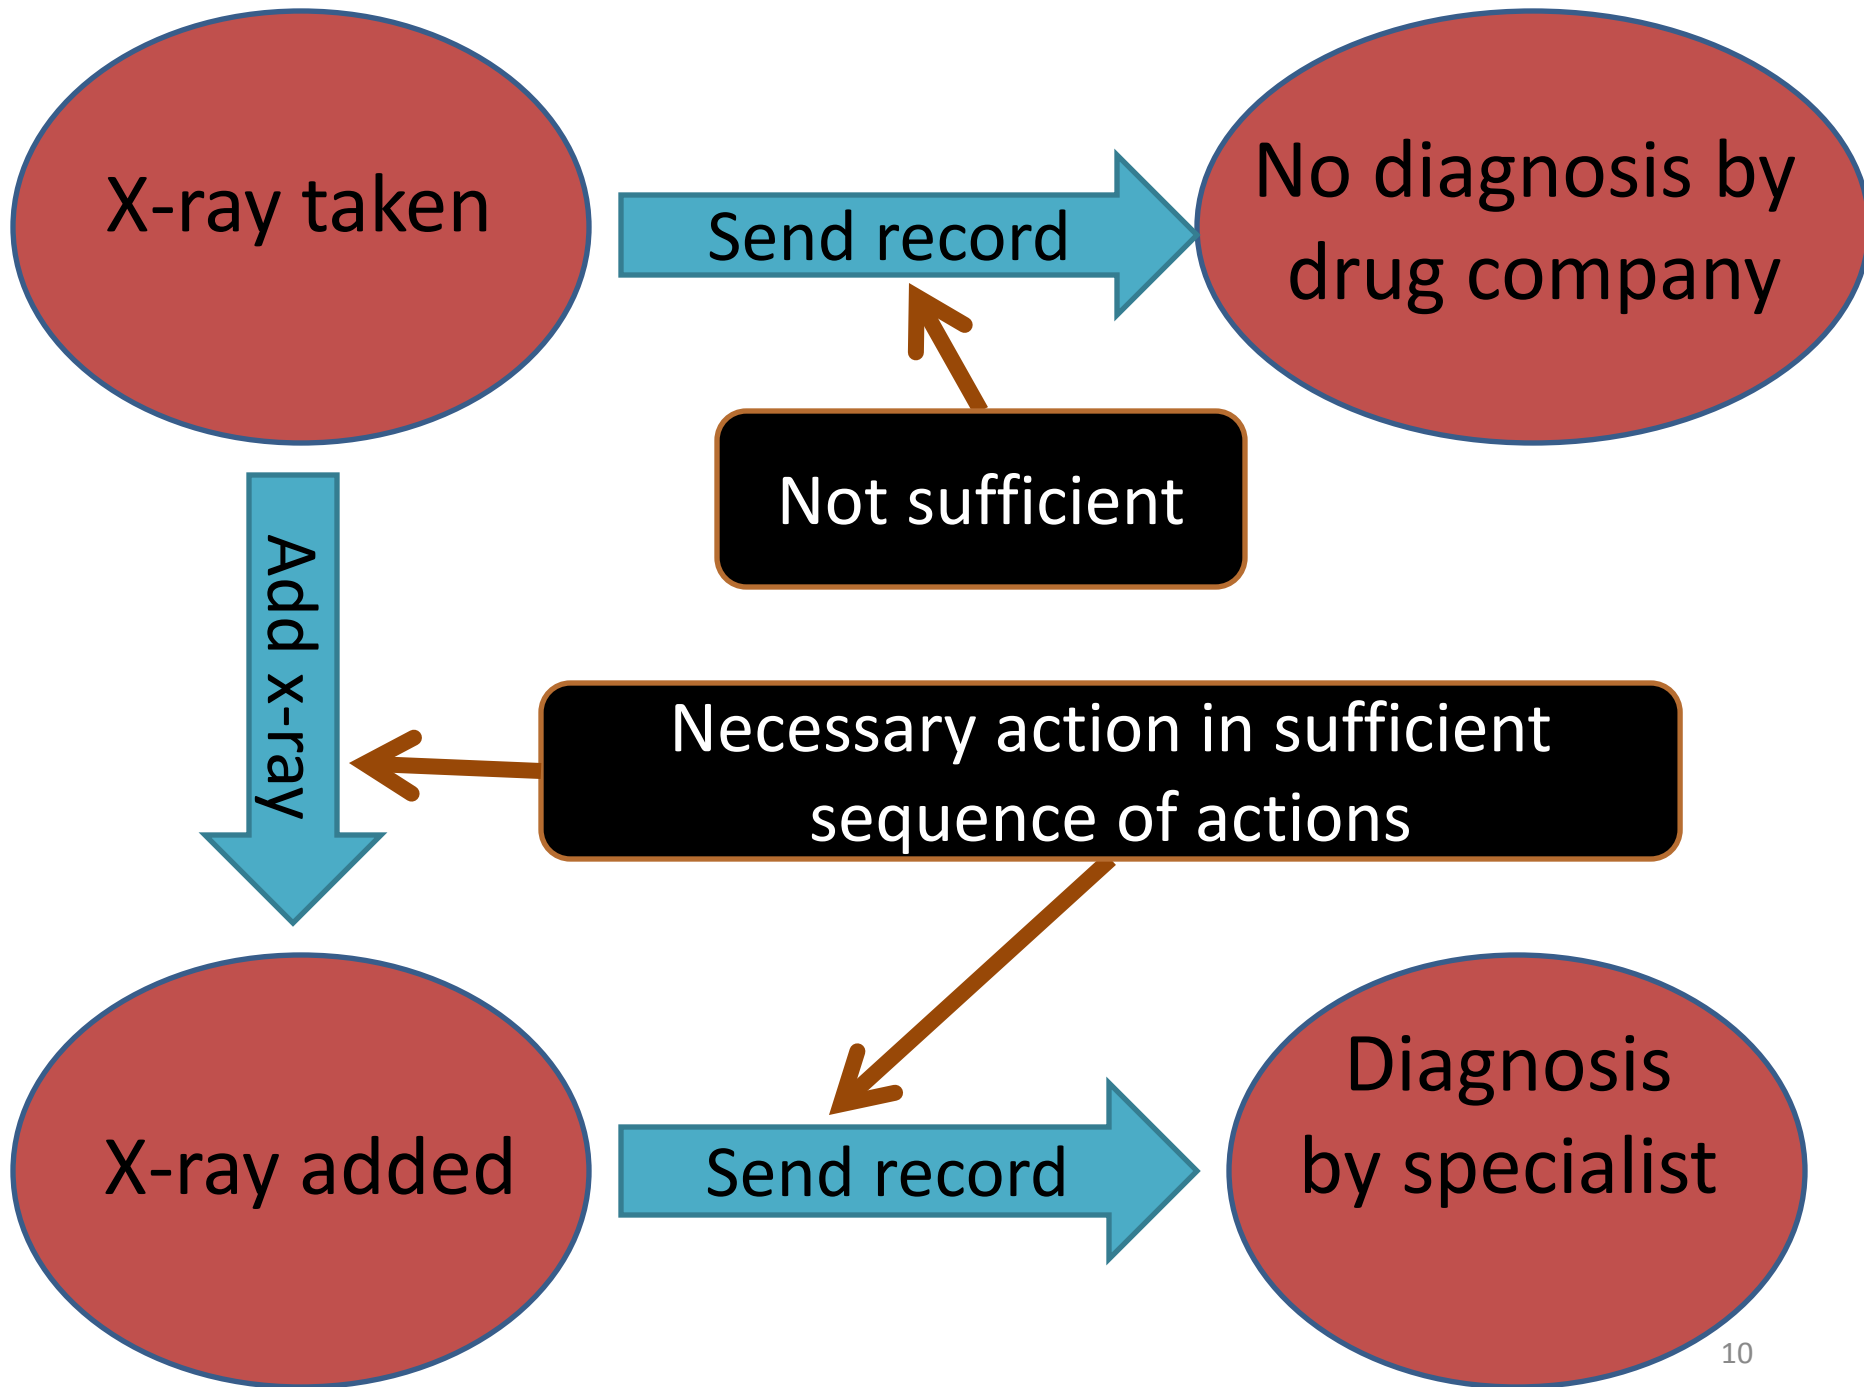 X-ray taken
Send record
No diagnosis by
drug company
Not sufficient
Add x-ray
Necessary action in sufficient
sequence of actions
X-ray added
Send record
Diagnosis
by specialist
10